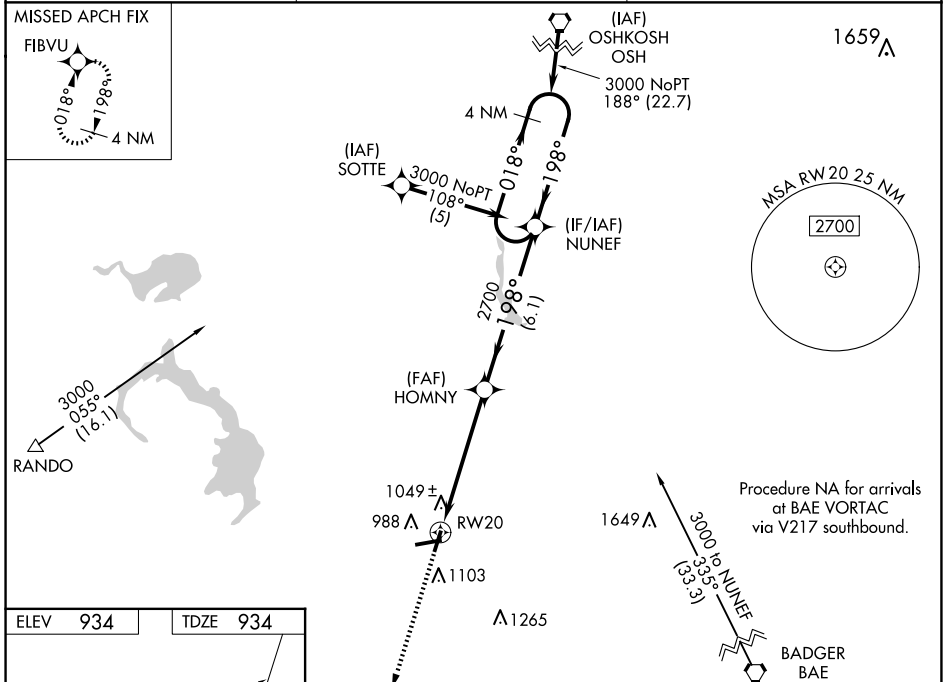 MISSED APCH FIX
FIBVU
018°
198°
4 NM
(IAF)
OSHKOSH
OSH
3000 NoPT
188° (22.7)
1659
4 NM
018°
198°
(IAF)
SOTTE
3000 NoPT
108°
(5)
(IF/IAF)
NUNEF
MSA RW20 25 NM
2700
2700
198°
(6.1)
(FAF)
HOMNY
3000
055°
(16.1)
RANDO
1049 ±
988
RW20
1103
1265
1649
Procedure NA for arrivals
at BAE VORTAC
via V217 southbound.
3000 to NUNEF
335°
(33.3)
BADGER
BAE
ELEV 934
TDZE 934